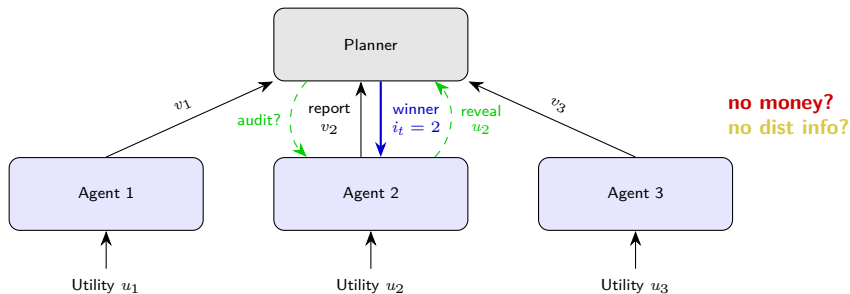 Planner
v₁
audit?
report
v₂
winner
iₜ = 2
reveal
u₂
v₃
no money?
no dist info?
Agent 1
Agent 2
Agent 3
Utility u₁
Utility u₂
Utility u₃